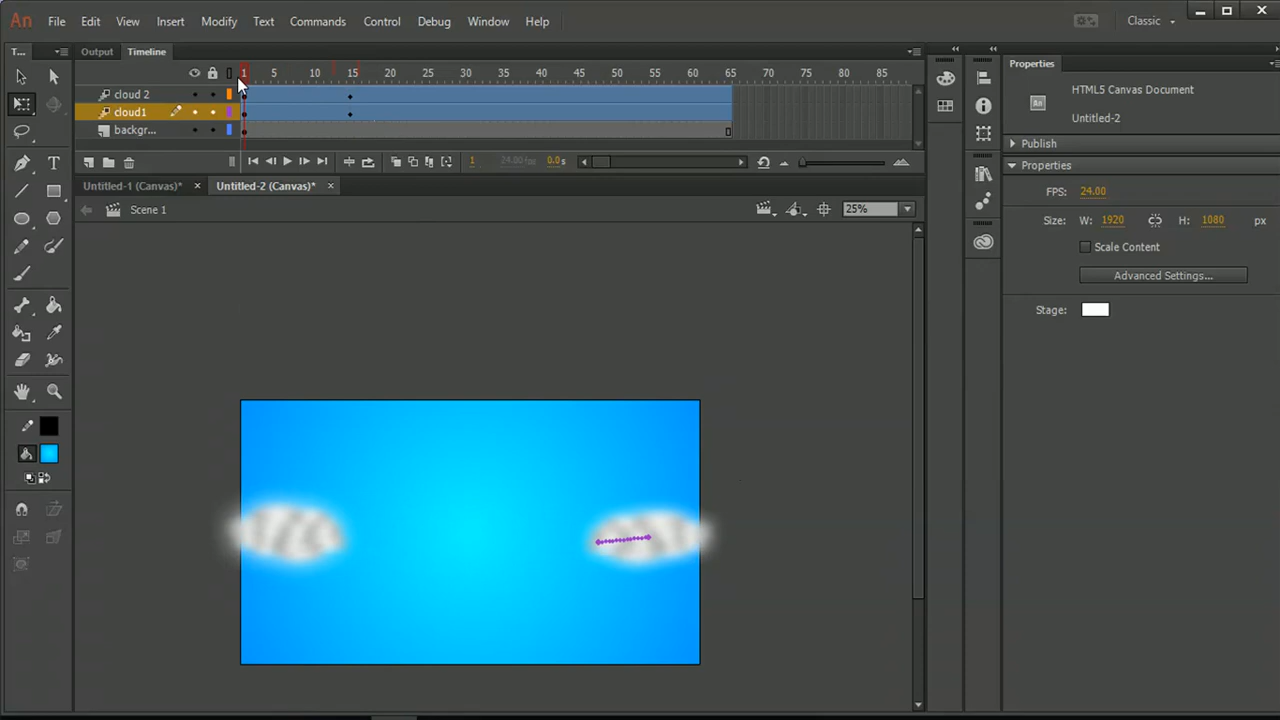 An File Edit View Insert Modify Text Commands Control Debug Window Help Classic
T... Output Timeline
Properties
1 5 10 15 20 25 30 35 40 45 50 55 60 65 70 75 80 85
HTML5 Canvas Document
cloud 2
An
Untitled-2
cloud1
backgr...
Publish
1 24.00 fps 0.0 s
Properties
Untitled-1 (Canvas)* × Untitled-2 (Canvas)* ×
FPS: 24.00
Scene 1 25%
Size: W: 1920 H: 1080 px
Scale Content
Advanced Settings...
Stage: